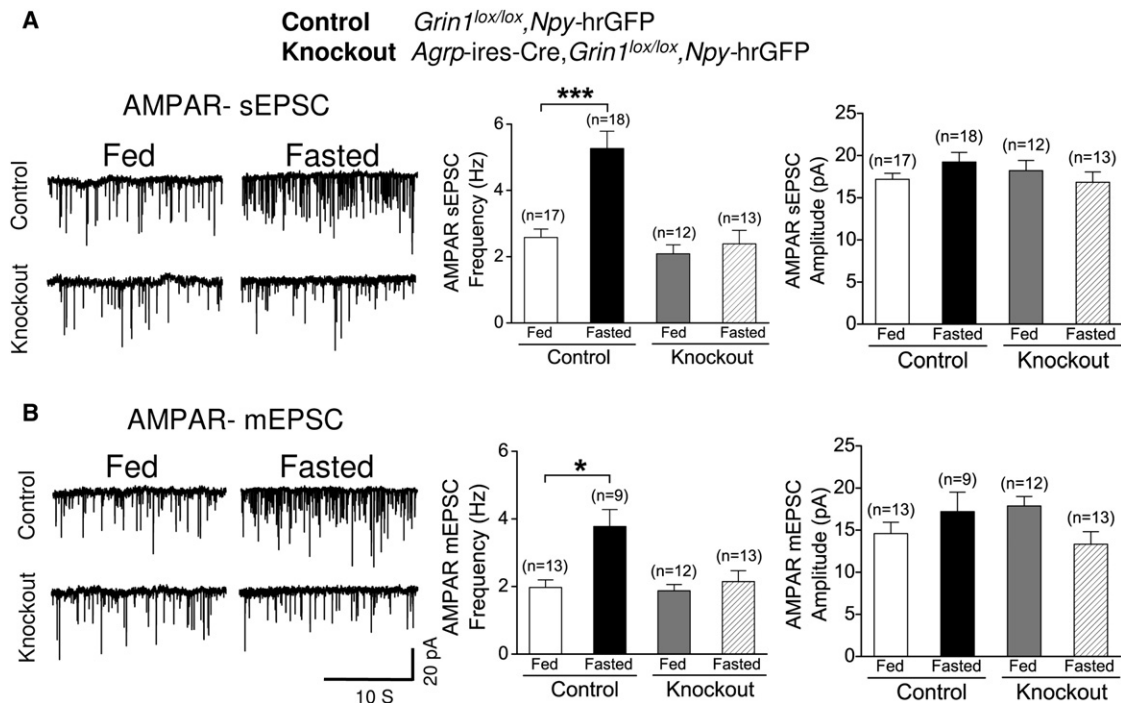 A
Control Grin1lox/lox,Npy-hrGFP
Knockout Agrp-ires-Cre,Grin1lox/lox,Npy-hrGFP
AMPAR- sEPSC
Fed Fasted
Control
Knockout
AMPAR sEPSC
Frequency (Hz)
6
4
2
0
***
(n=17)
(n=18)
(n=12)
(n=13)
Fed Fasted Fed Fasted
Control Knockout
AMPAR sEPSC
Amplitude (pA)
25
20
15
10
5
0
(n=17)
(n=18)
(n=12)
(n=13)
Fed Fasted Fed Fasted
Control Knockout
B
AMPAR- mEPSC
Fed Fasted
Control
Knockout
20 pA
10 S
AMPAR mEPSC
Frequency (Hz)
6
4
2
0
*
(n=13)
(n=9)
(n=12)
(n=13)
Fed Fasted Fed Fasted
Control Knockout
AMPAR mEPSC
Amplitude (pA)
25
20
15
10
5
0
(n=13)
(n=9)
(n=12)
(n=13)
Fed Fasted Fed Fasted
Control Knockout